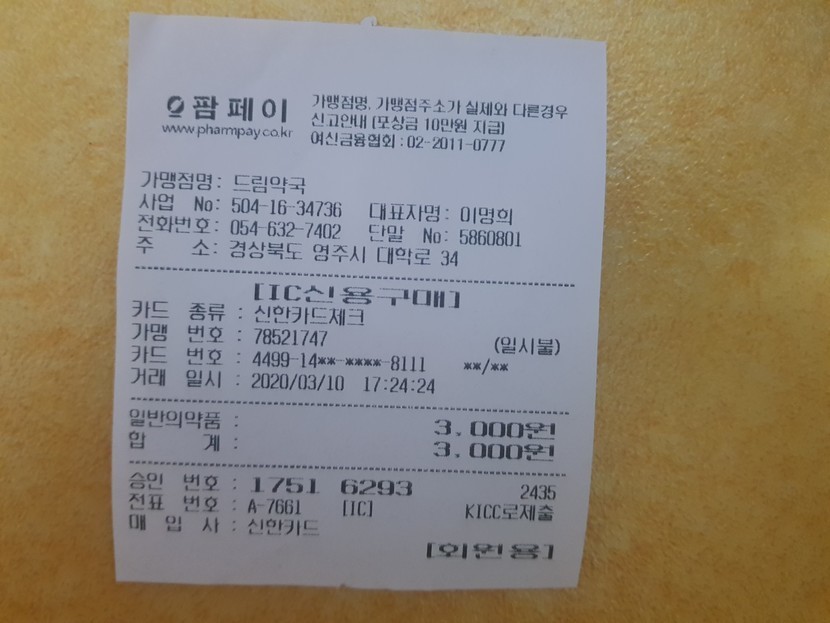 팜페이
www.pharmpay.co.kr
가맹점명, 가맹점주소가 실제와 다른경우
신고안내 (포상금 10만원 지급)
여신금융협회 : 02-2011-0777
가맹점명: 드림약국
사업 No: 504-16-34736 대표자명: 이명희
전화번호: 054-632-7402 단말 No: 5860801
주 소: 경상북도 영주시 대학로 34
[IC신용구매]
카드 종류 : 신한카드체크
가맹 번호 : 78521747 (일시불)
카드 번호 : 4499-14**-****-8111 **/**
거래 일시 : 2020/03/10 17:24:24
일반의약품 : 3,000원
합 계 : 3,000원
승인 번호 : 1751 6293 2435
전표 번호 : A-7661 [IC] KICC로제출
매 입 사 : 신한카드
[회원용]